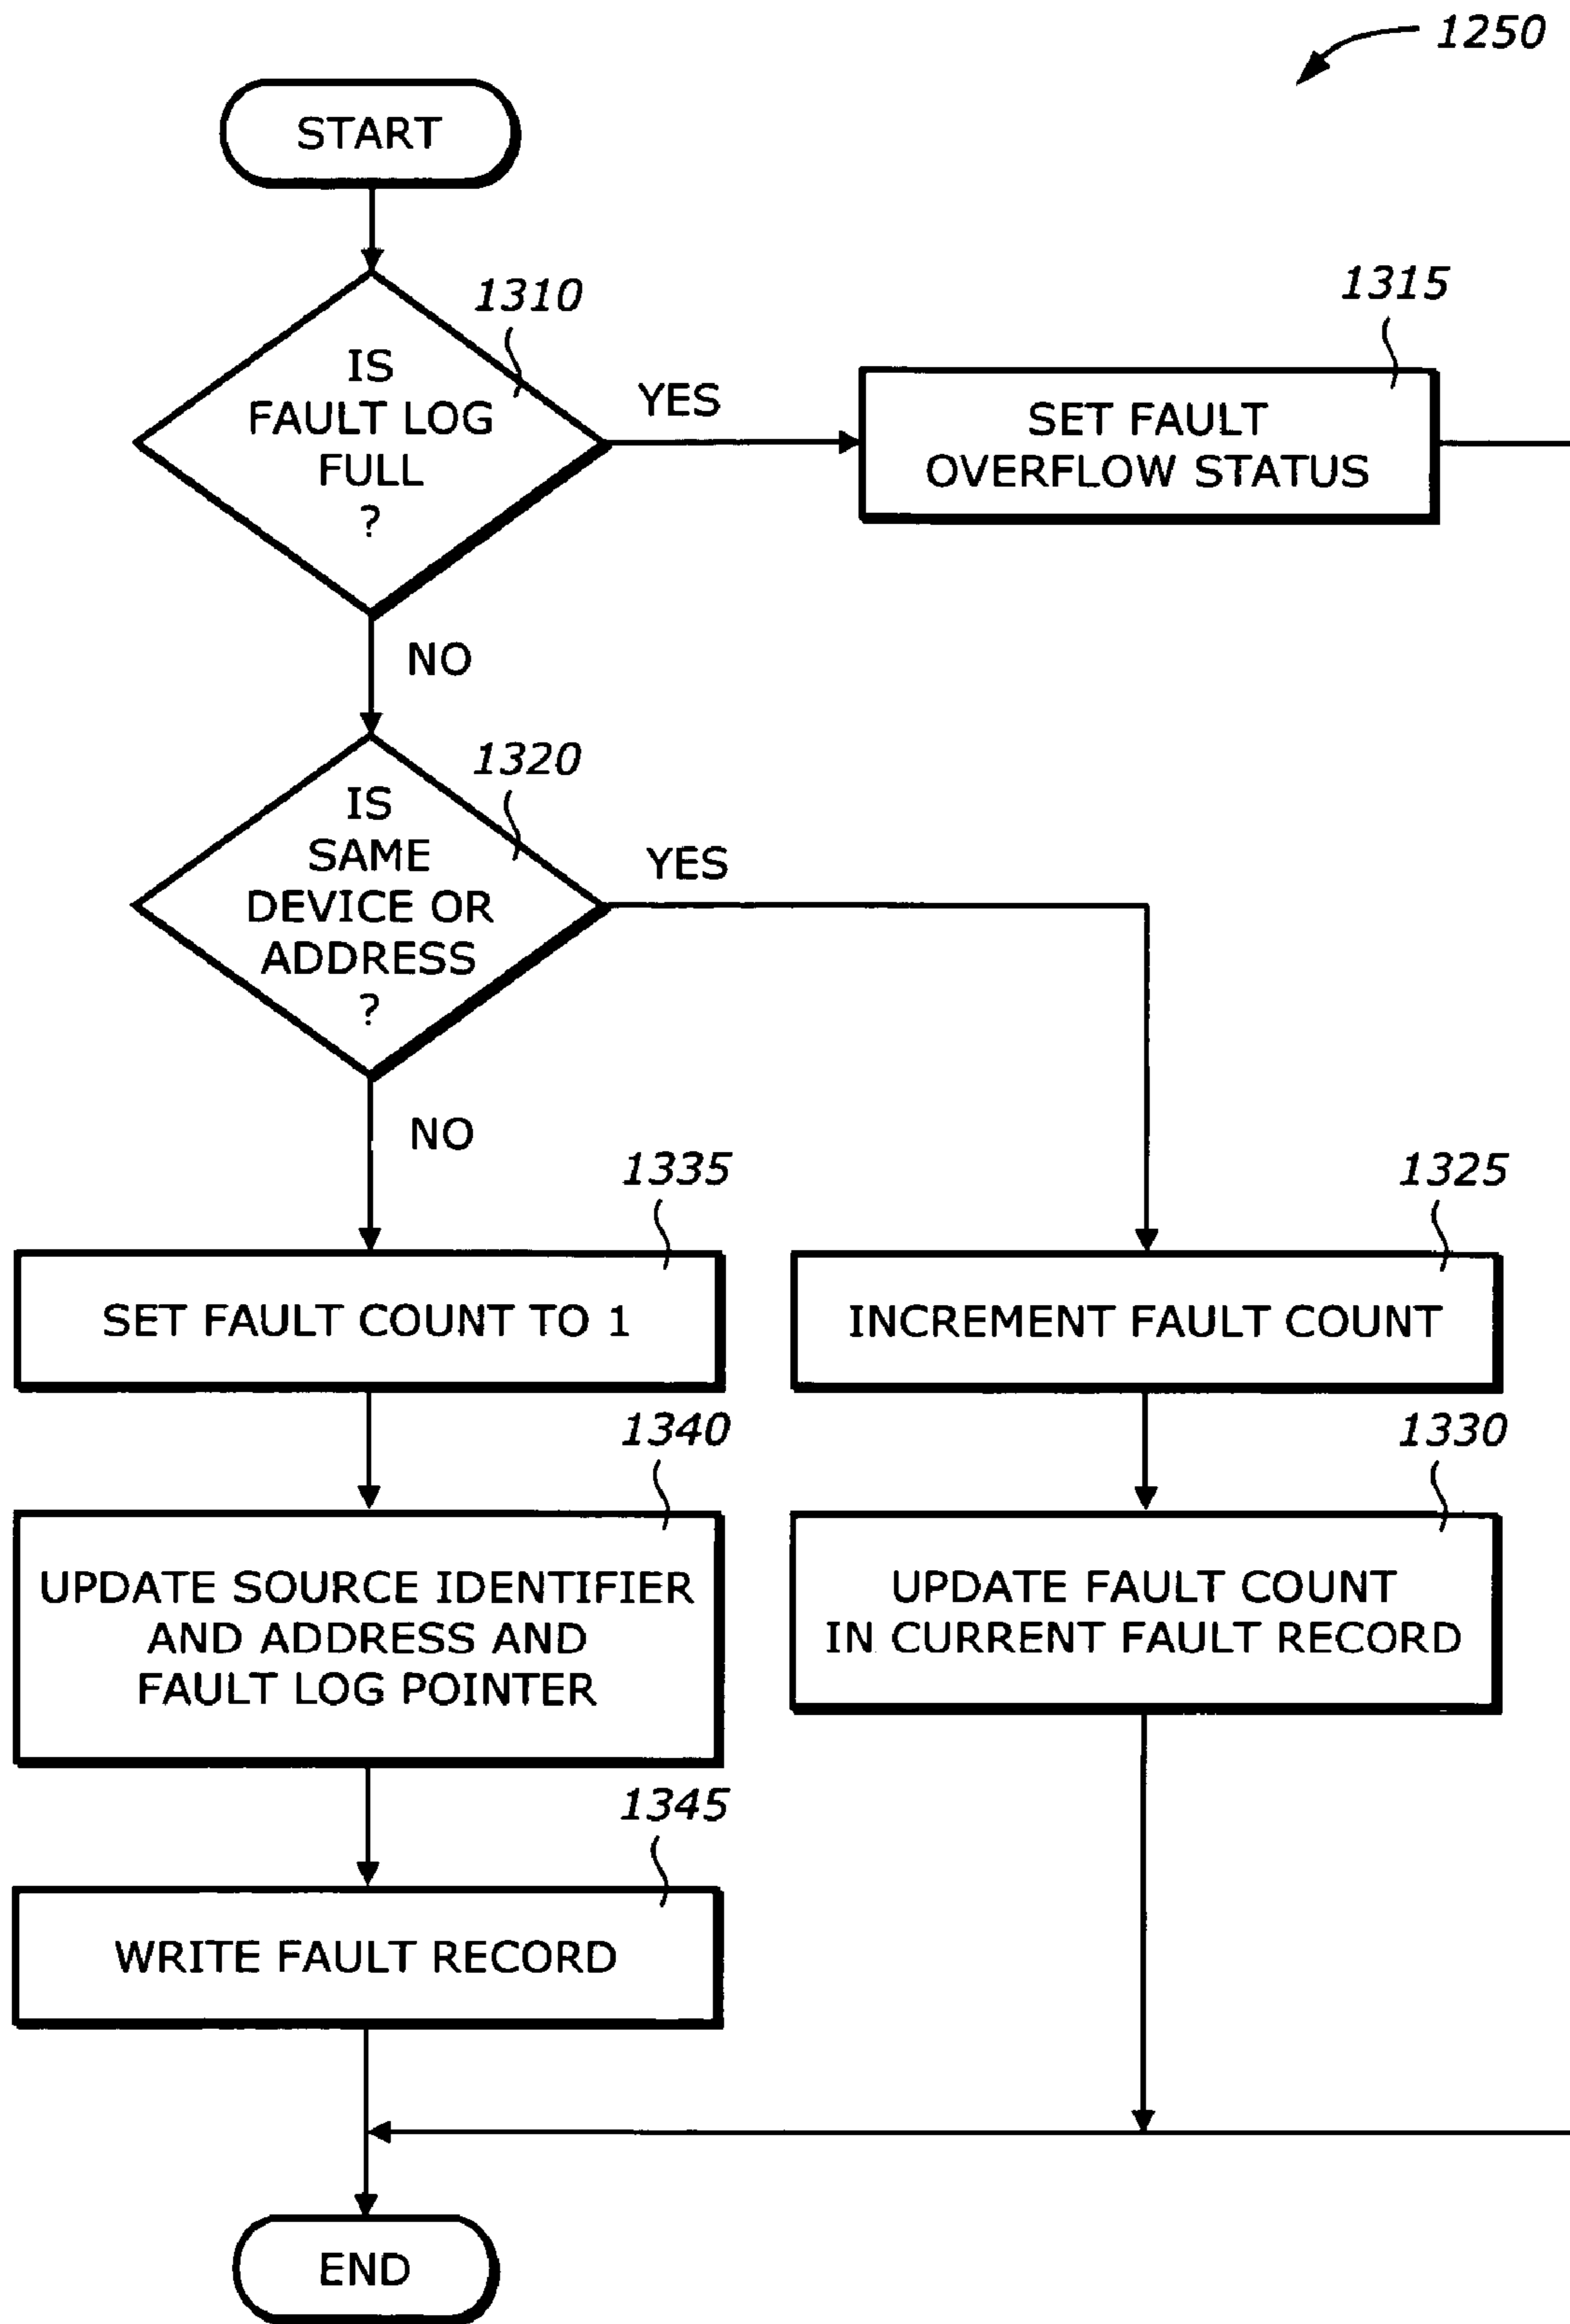 1250
START
1310
IS
FAULT LOG
FULL
?
YES
1315
SET FAULT
OVERFLOW STATUS
NO
1320
IS
SAME
DEVICE OR
ADDRESS
?
YES
NO
1335
SET FAULT COUNT TO 1
1325
INCREMENT FAULT COUNT
1340
UPDATE SOURCE IDENTIFIER
AND ADDRESS AND
FAULT LOG POINTER
1330
UPDATE FAULT COUNT
IN CURRENT FAULT RECORD
1345
WRITE FAULT RECORD
END